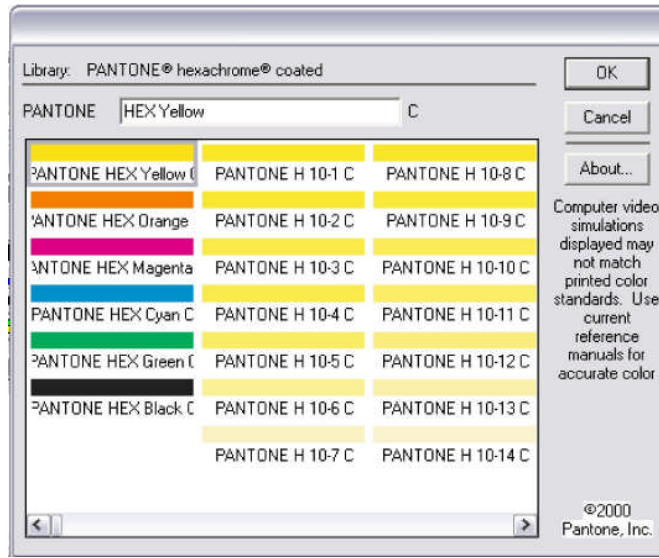 Library: PANTONE® hexachrome® coated
PANTONE HEX Yellow C
PANTONE HEX Yellow
PANTONE H 10-1 C
PANTONE H 10-8 C
HEX Orange
PANTONE H 10-2 C
PANTONE H 10-9 C
HEX Magenta
PANTONE H 10-3 C
PANTONE H 10-10 C
PANTONE HEX Cyan C
PANTONE H 10-4 C
PANTONE H 10-11 C
HEX Green
PANTONE H 10-5 C
PANTONE H 10-12 C
HEX Black
PANTONE H 10-6 C
PANTONE H 10-13 C
PANTONE H 10-7 C
PANTONE H 10-14 C
OK
Cancel
About...
Computer video
simulations
displayed may
not match
printed color
standards. Use
current
reference
manuals for
accurate color
©2000
Pantone, Inc.